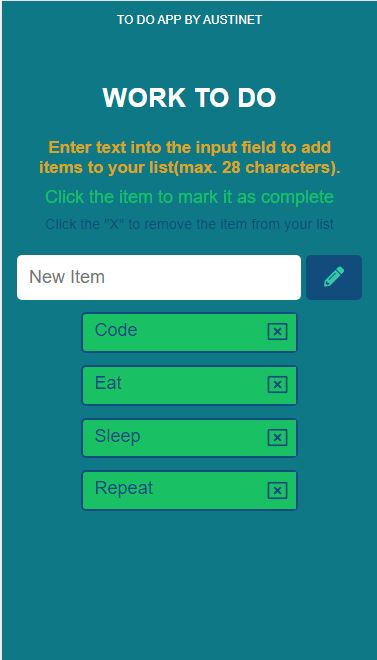 TO DO APP BY AUSTINET
WORK TO DO
Enter text into the input field to add
items to your list(max. 28 characters).
Click the item to mark it as complete
Click the "X" to remove the item from your list
New Item
Code
Eat
Sleep
Repeat